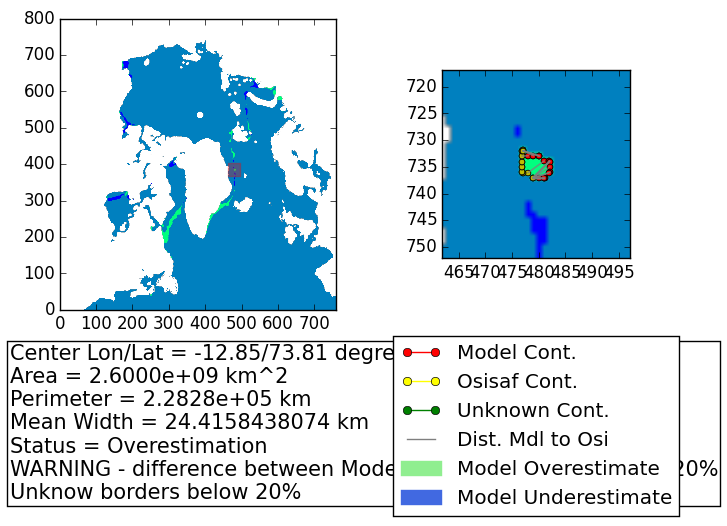 800
700
600
500
400
300
200
100
0
0 100 200 300 400 500 600 700
720
725
730
735
740
745
750
465 470 475 480 485 490 495
Center Lon/Lat = -12.85/73.81
Area = 2.6000e+09 km^2
Perimeter = 2.2828e+05 km
Mean Width = 24.4158438074 km
Status = Overestimation
WARNING - difference between 20%
Unknow borders below 20%
Model Cont.
Osisaf Cont.
Unknown Cont.
Dist. Mdl to Osi
Model Overestimate
Model Underestimate